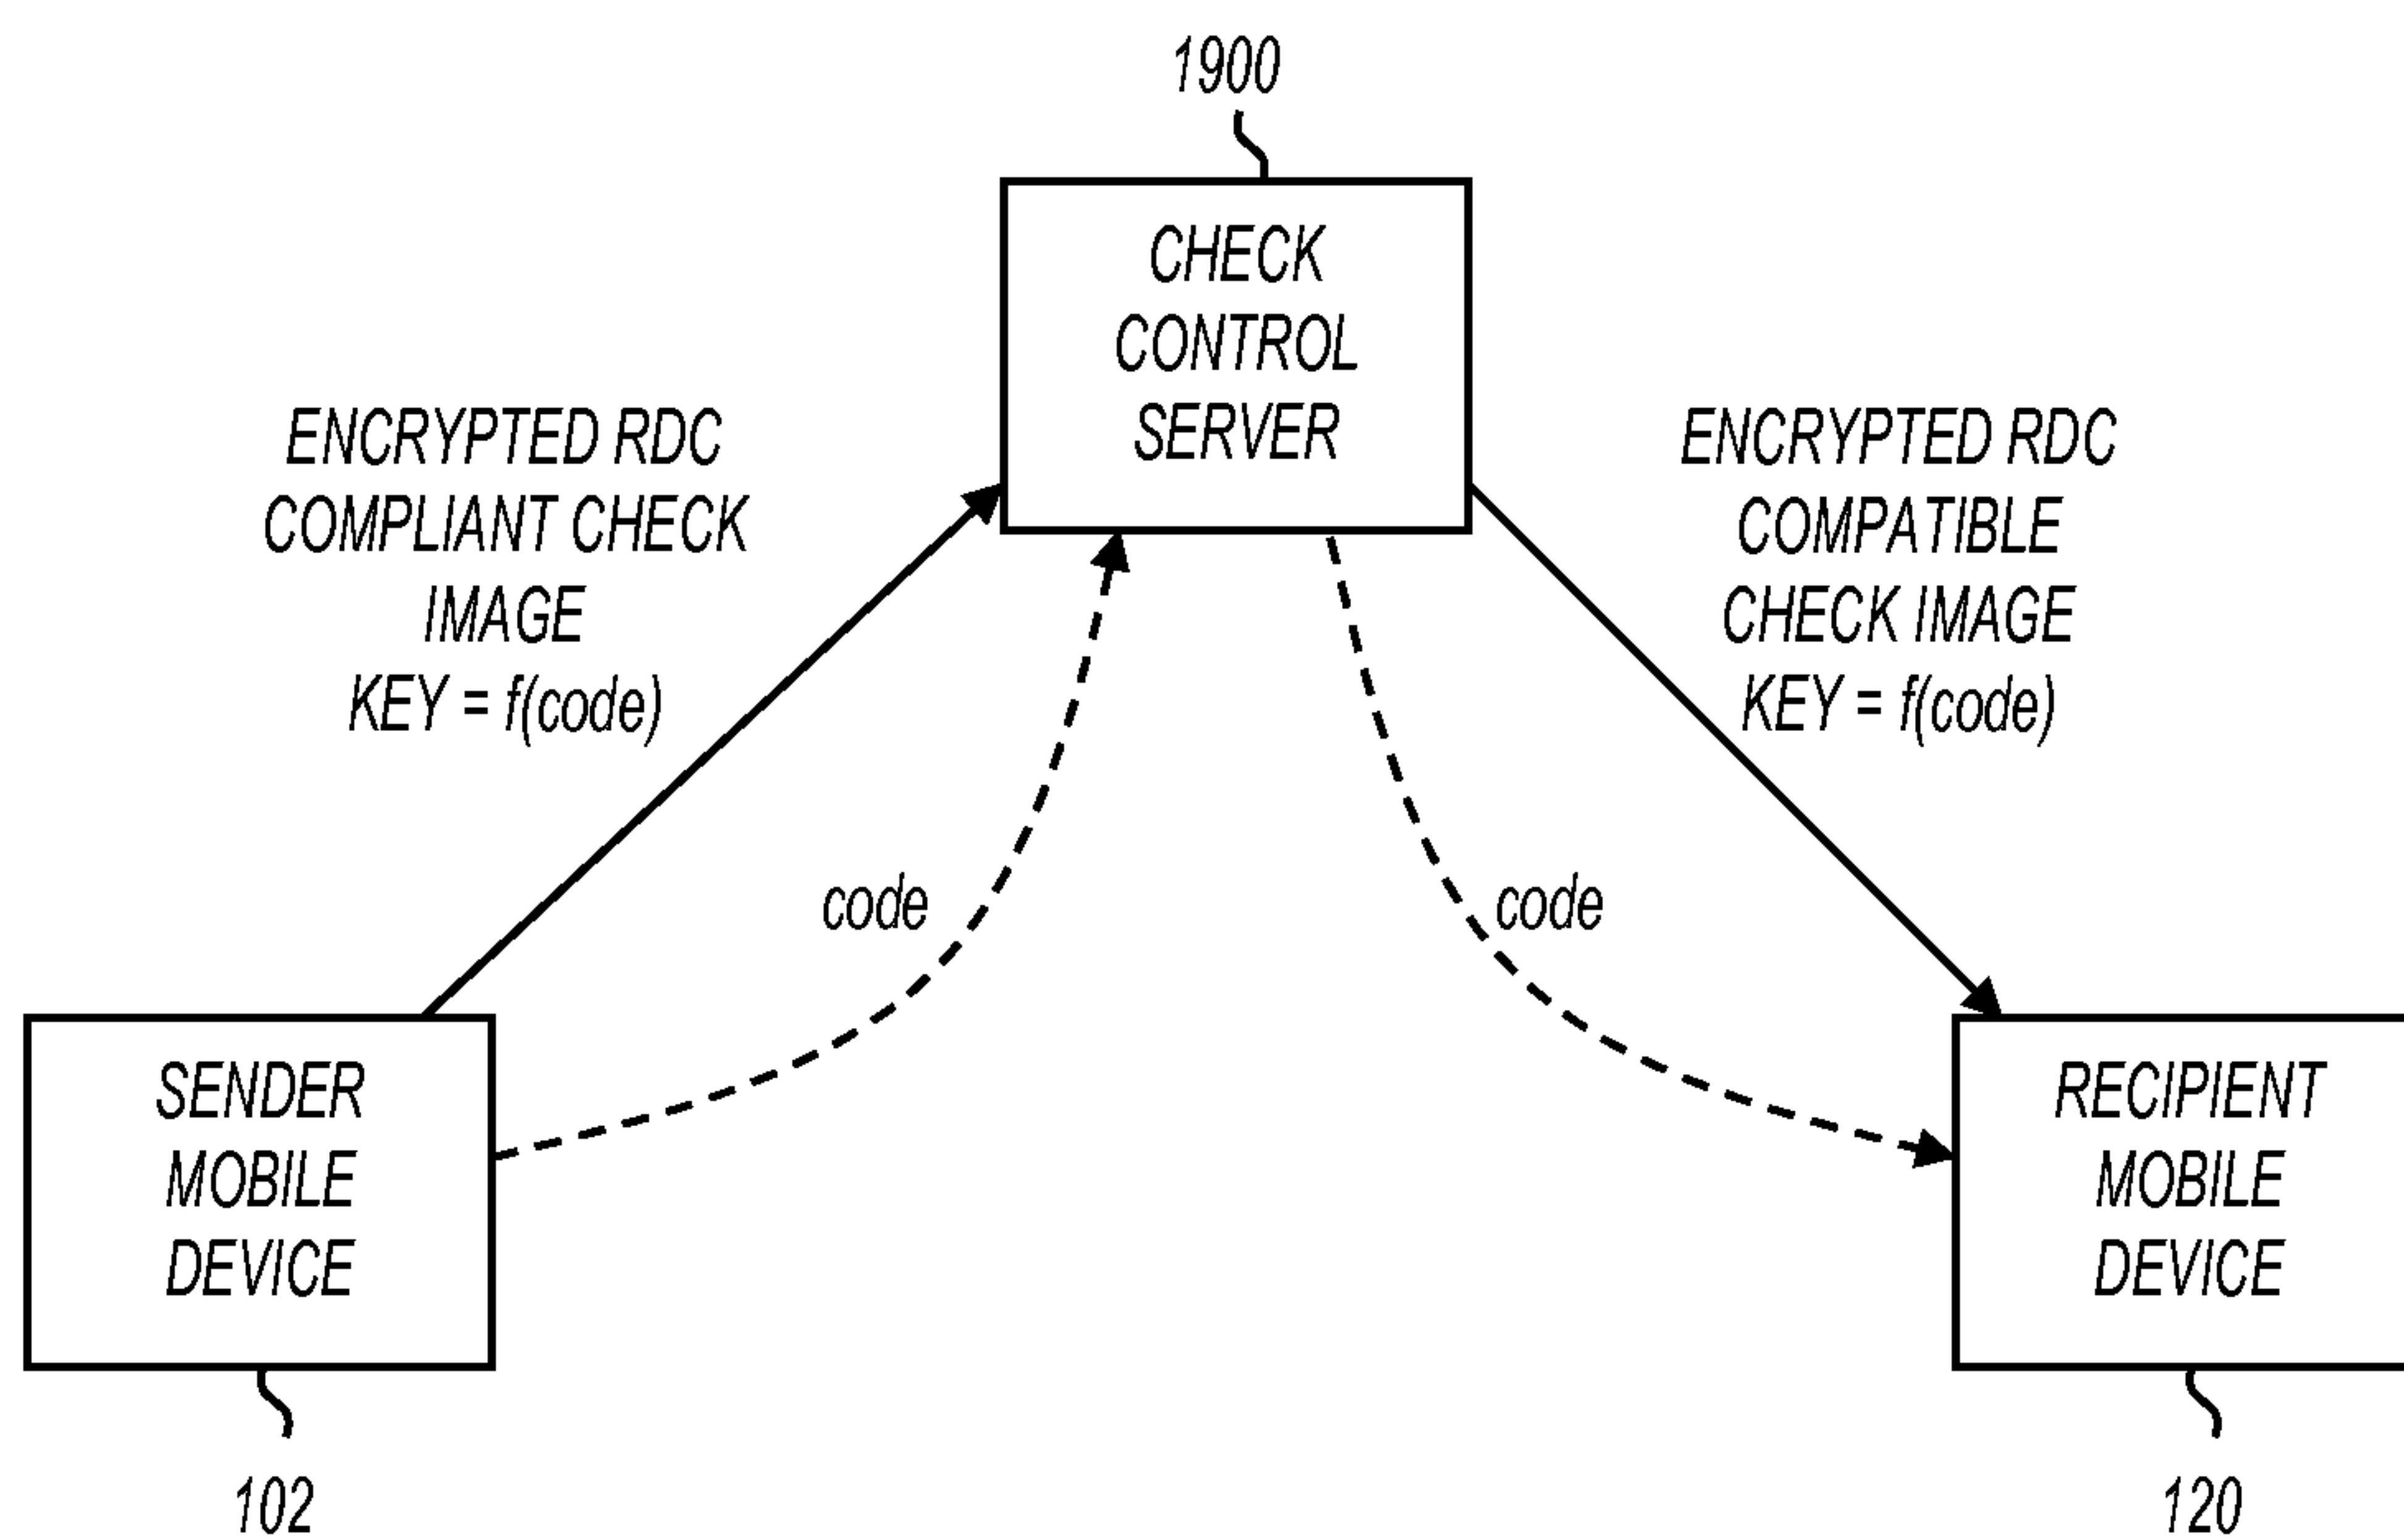 1900
CHECK
CONTROL
SERVER
ENCRYPTED RDC
COMPLIANT CHECK
IMAGE
KEY = f(code)
ENCRYPTED RDC
COMPATIBLE
CHECK IMAGE
KEY = f(code)
code
code
SENDER
MOBILE
DEVICE
RECIPIENT
MOBILE
DEVICE
102
120